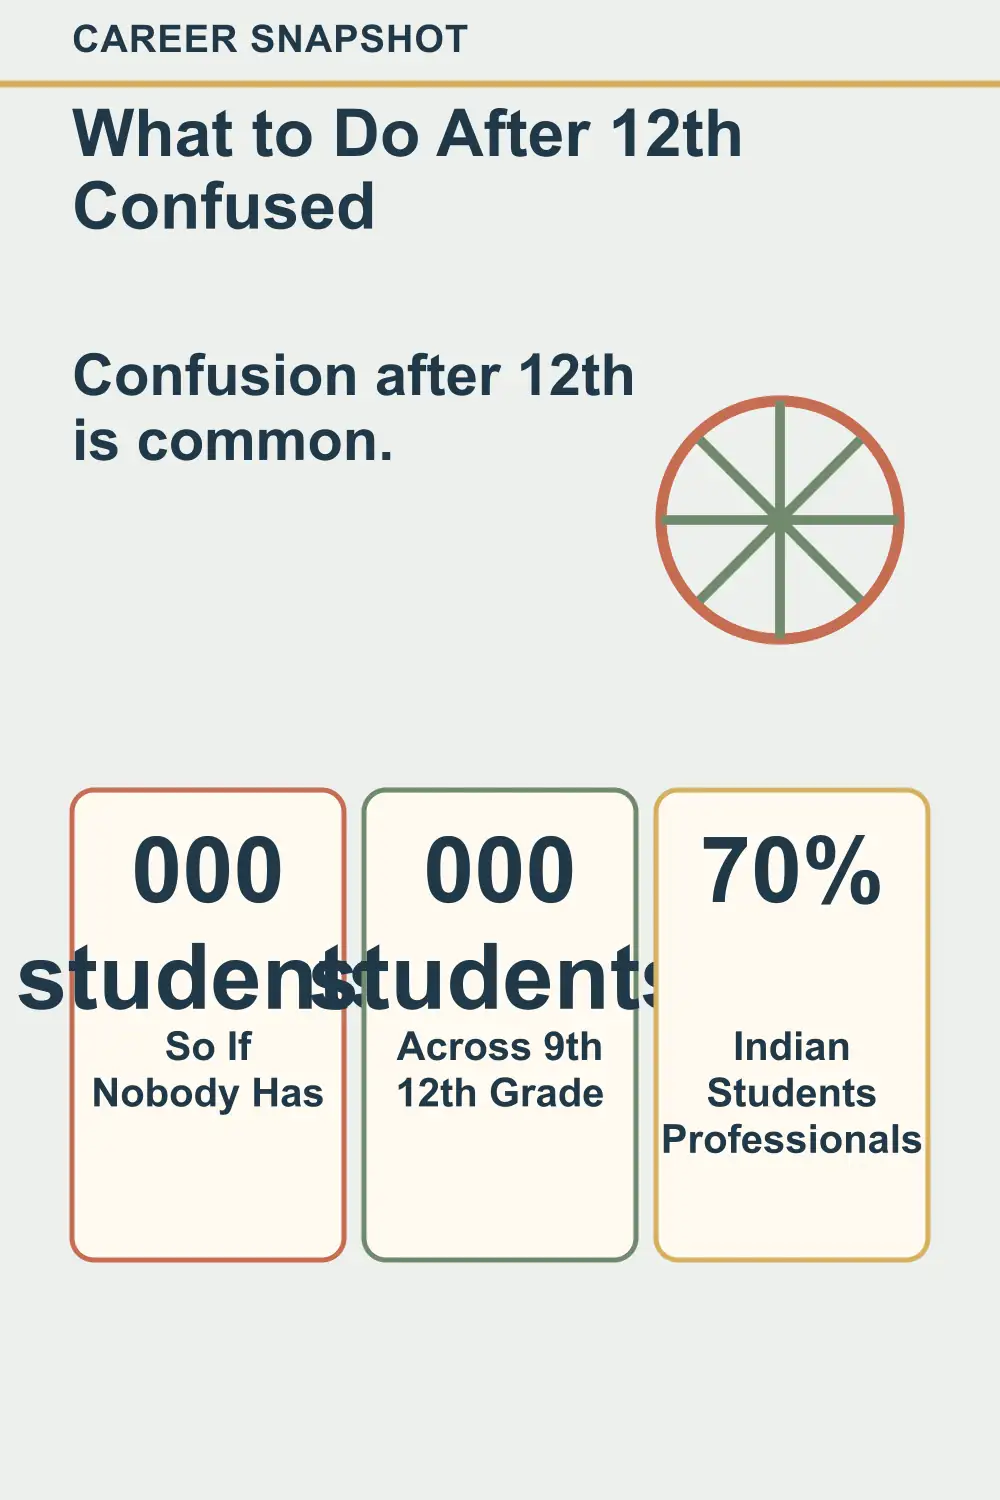 CAREER SNAPSHOT
What to Do After 12th
Confused
Confusion after 12th
is common.
000
students
So If
Nobody Has
000
students
Across 9th
12th Grade
70%
Indian
Students
Professionals